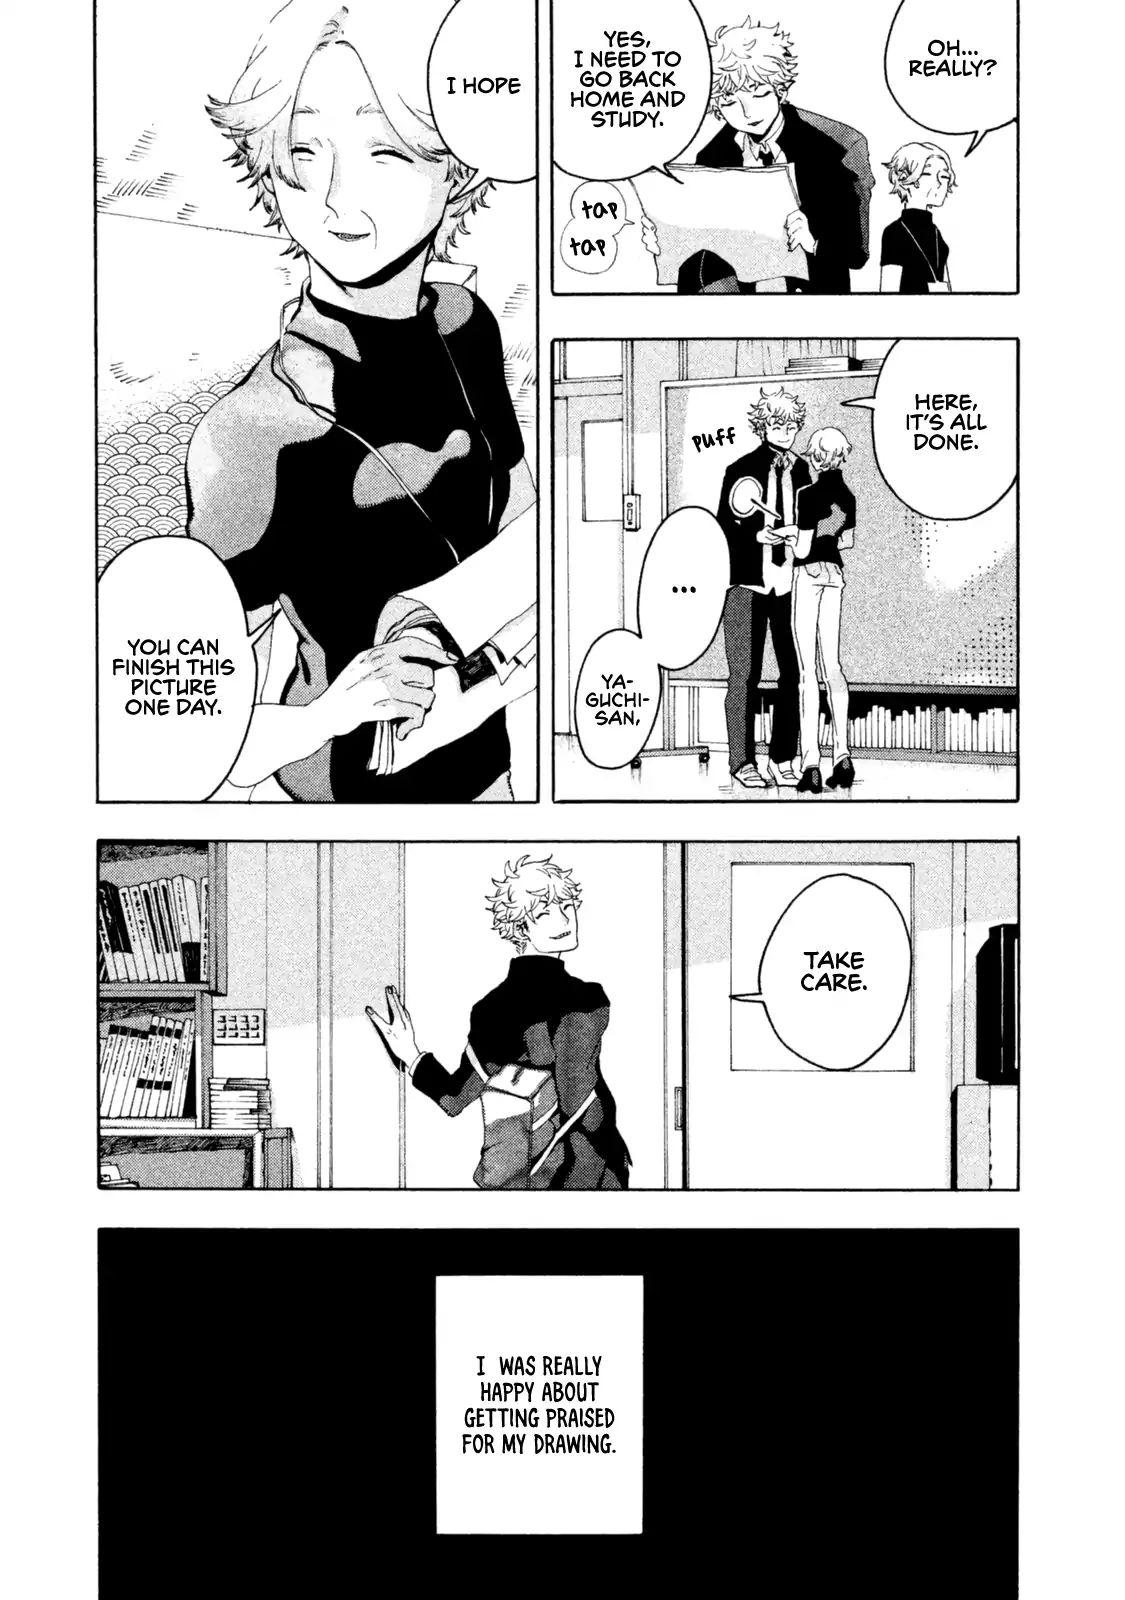 OH...
REALLY?
YES,
I NEED TO
GO BACK
HOME AND
STUDY.
tap
tap
HERE,
IT'S ALL
DONE.
puff
...
YA-
GUCHI-
SAN,
I HOPE
YOU CAN
FINISH THIS
PICTURE
ONE DAY.
TAKE
CARE.
I WAS REALLY
HAPPY ABOUT
GETTING PRAISED
FOR MY DRAWING.